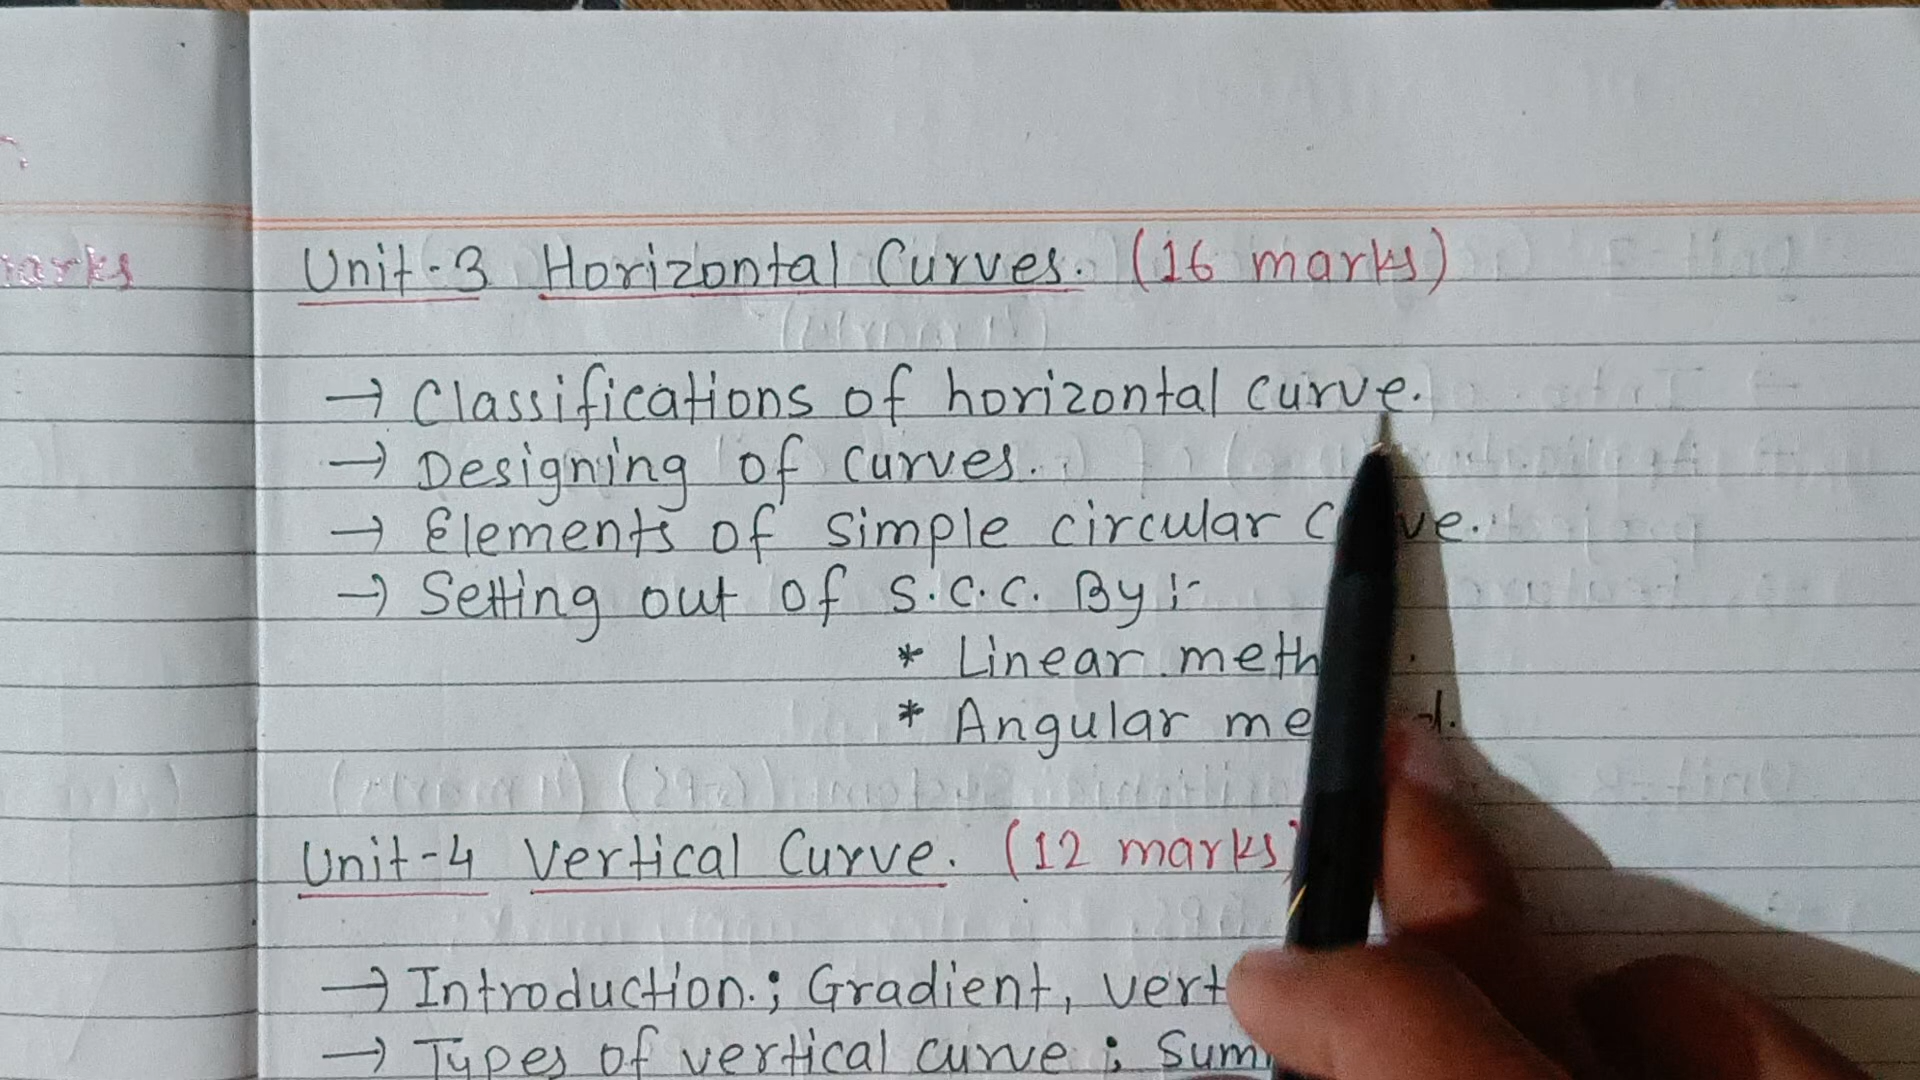 marks
Unit-3 Horizontal Curves. (16 marks)
→ Classifications of horizontal curve.
→ Designing of curves.
→ Elements of simple circular
→ Setting out of S.C.C. By :-
* Linear
* Angular
Unit-4 Vertical Curve. (12 marks)
→ Introduction.; Gradient,
→ Types of vertical curve ;